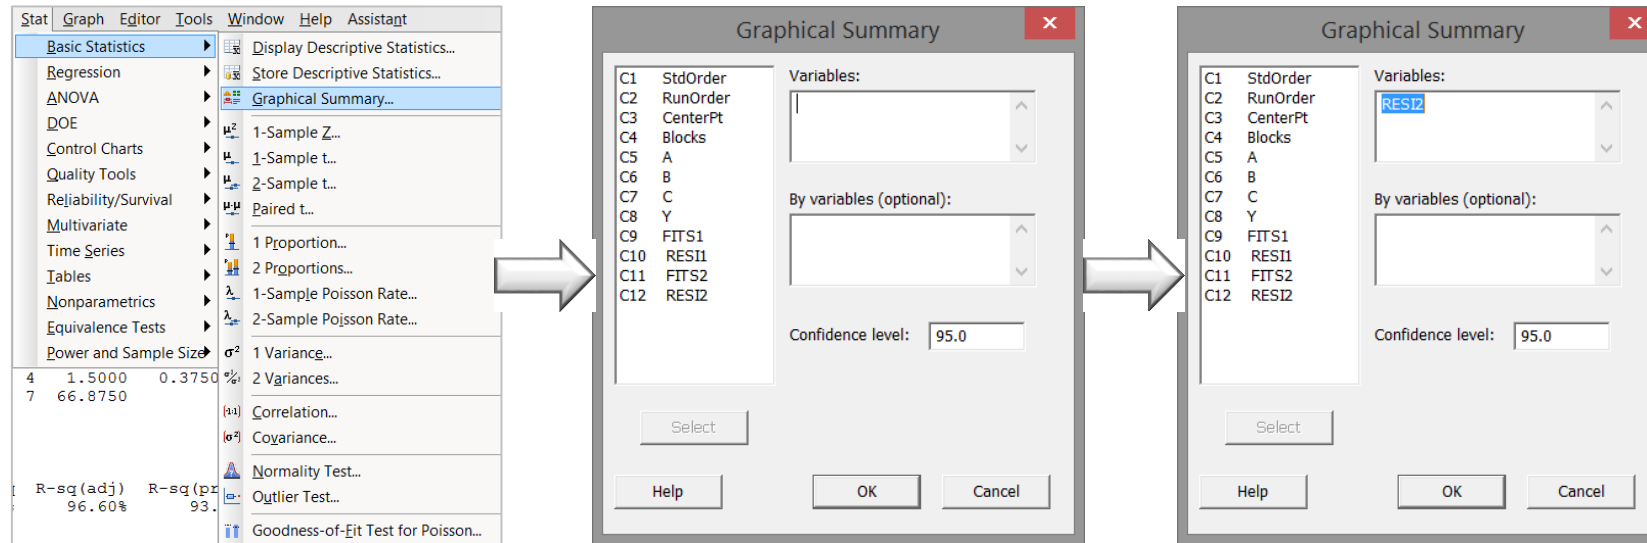 Stat Graph Editor Tools Window Help Assistant
Basic Statistics
Regression
ANOVA
DOE
Control Charts
Quality Tools
Reliability/Survival
Multivariate
Time Series
Tables
Nonparametrics
Equivalence Tests
Power and Sample Size
4 1.5000 0.3750
7 66.8750
R-sq(adj) R-sq(pr
96.60% 93.
Display Descriptive Statistics...
Store Descriptive Statistics...
Graphical Summary...
µz 1-Sample Z...
µ 1-Sample t...
µ 2-Sample t...
µ-µ Paired t...
1 Proportion...
2 Proportions...
λ 1-Sample Poisson Rate...
λ 2-Sample Poisson Rate...
σ² 1 Variance...
σ/σ 2 Variances...
Correlation...
(σ²) Covariance...
Normality Test...
Outlier Test...
Goodness-of-Fit Test for Poisson...
Graphical Summary
C1 StdOrder
C2 RunOrder
C3 CenterPt
C4 Blocks
C5 A
C6 B
C7 C
C8 Y
C9 FITS1
C10 RESI1
C11 FITS2
C12 RESI2
Variables:
By variables (optional):
Confidence level: 95.0
Select
Help OK Cancel
Graphical Summary
C1 StdOrder
C2 RunOrder
C3 CenterPt
C4 Blocks
C5 A
C6 B
C7 C
C8 Y
C9 FITS1
C10 RESI1
C11 FITS2
C12 RESI2
Variables:
RESI2
By variables (optional):
Confidence level: 95.0
Select
Help OK Cancel